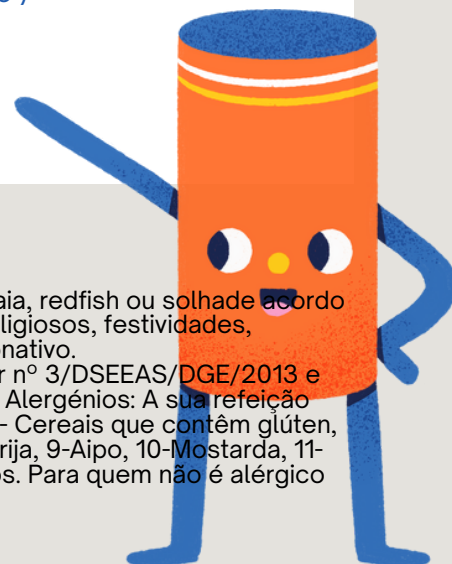 aia, redfish ou solhade acordo
ligiosos, festividades,
nativo.
r nº 3/DSEEAS/DGE/2013 e
Alergénios: A sua refeição
- Cereais que contêm glúten,
rija, 9-Aipo, 10-Mostarda, 11-
os. Para quem não é alérgico